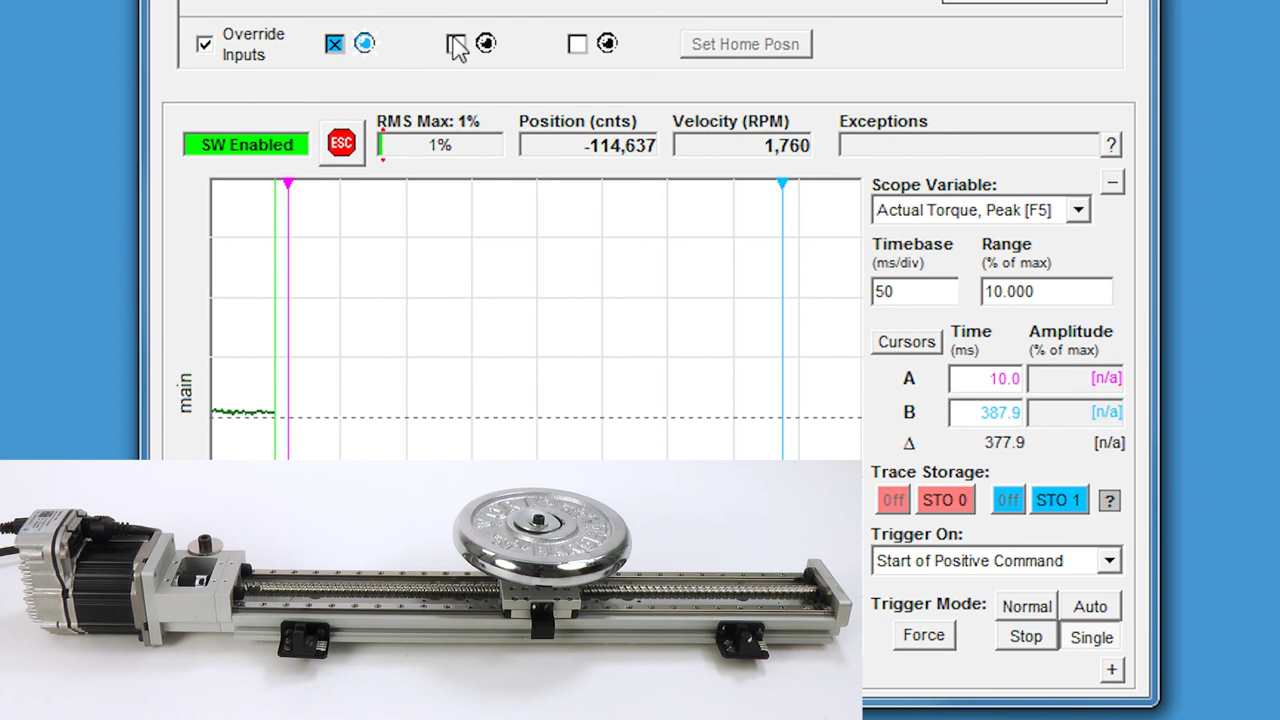 Override
Inputs
Set Home Posn
SW Enabled
ESC
RMS Max: 1%
1%
Position (cnts)
-114,637
Velocity (RPM)
1,760
Exceptions
?
Scope Variable:
−
Actual Torque, Peak [F5]
Timebase
(ms/div)
Range
(% of max)
50
10.000
Cursors
Time
(ms)
Amplitude
(% of max)
A
10.0
[n/a]
B
387.9
[n/a]
Δ
377.9
[n/a]
main
Trace Storage:
Off
STO 0
Off
STO 1
?
Trigger On:
Start of Positive Command
Trigger Mode:
Normal
Auto
Force
Stop
Single
+